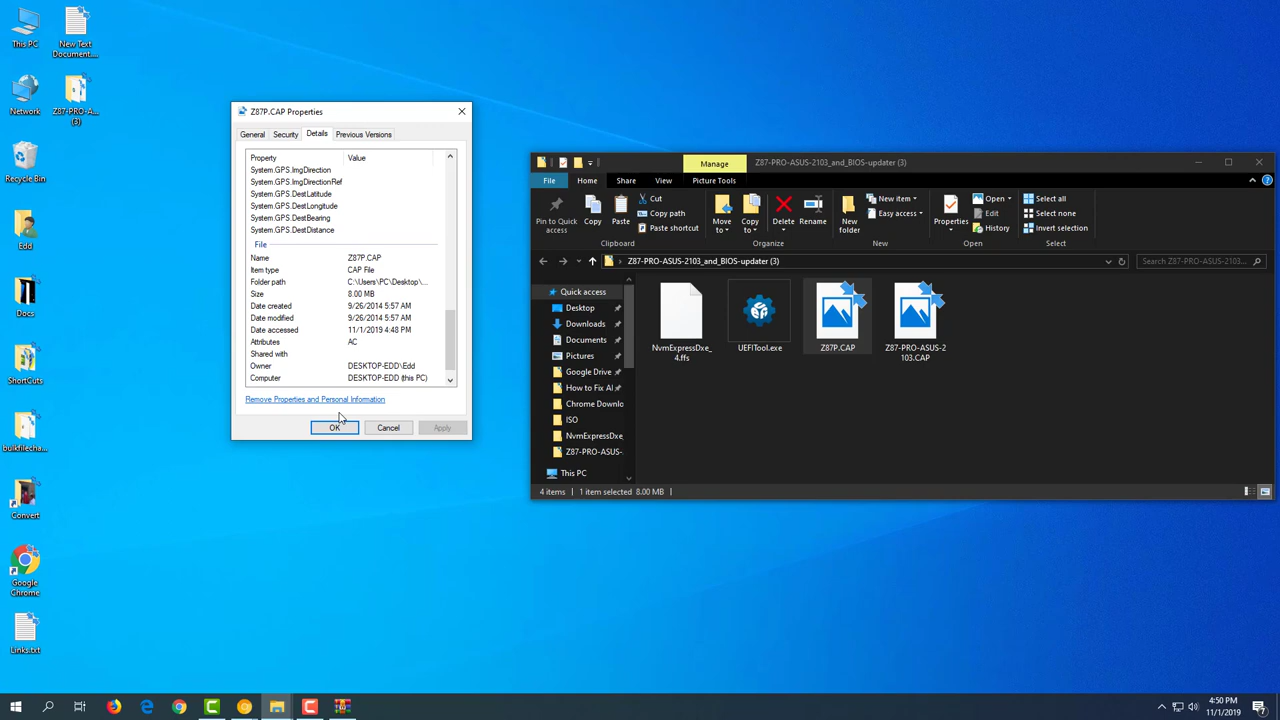 This PC
New Text
Document....
Network
Z87-PRO-A...
(3)
Recycle Bin
Edd
Docs
ShortCuts
bulkfilecha...
Convert
Google
Chrome
Links.txt
Z87P.CAP Properties
General
Security
Details
Previous Versions
Property
Value
System.GPS.ImgDirection
System.GPS.ImgDirectionRef
System.GPS.DestLatitude
System.GPS.DestLongitude
System.GPS.DestBearing
System.GPS.DestDistance
File
Name
Z87P.CAP
Item type
CAP File
Folder path
C:\Users\PC\Desktop\...
Size
8.00 MB
Date created
9/26/2014 5:57 AM
Date modified
9/26/2014 5:57 AM
Date accessed
11/1/2019 4:48 PM
Attributes
AC
Shared with
Owner
DESKTOP-EDD\Edd
Computer
DESKTOP-EDD (this PC)
Remove Properties and Personal Information
OK
Cancel
Apply
Manage
Z87-PRO-ASUS-2103_and_BIOS-updater (3)
File
Home
Share
View
Picture Tools
Pin to Quick
access
Copy
Paste
Cut
Copy path
Paste shortcut
Clipboard
Move
to
Copy
to
Delete
Rename
Organize
New
folder
New item
Easy access
New
Properties
Open
Edit
History
Open
Select all
Select none
Invert selection
Select
Z87-PRO-ASUS-2103_and_BIOS-updater (3)
Search Z87-PRO-ASUS-2103...
Quick access
Desktop
Downloads
Documents
Pictures
Google Drive
How to Fix Al
Chrome Downlo
ISO
NvmExpressDxe_
Z87-PRO-ASUS-
This PC
NvmExpressDxe_
4.ffs
UEFITool.exe
Z87P.CAP
Z87-PRO-ASUS-2
103.CAP
4 items
1 item selected 8.00 MB
4:50 PM
11/1/2019
7